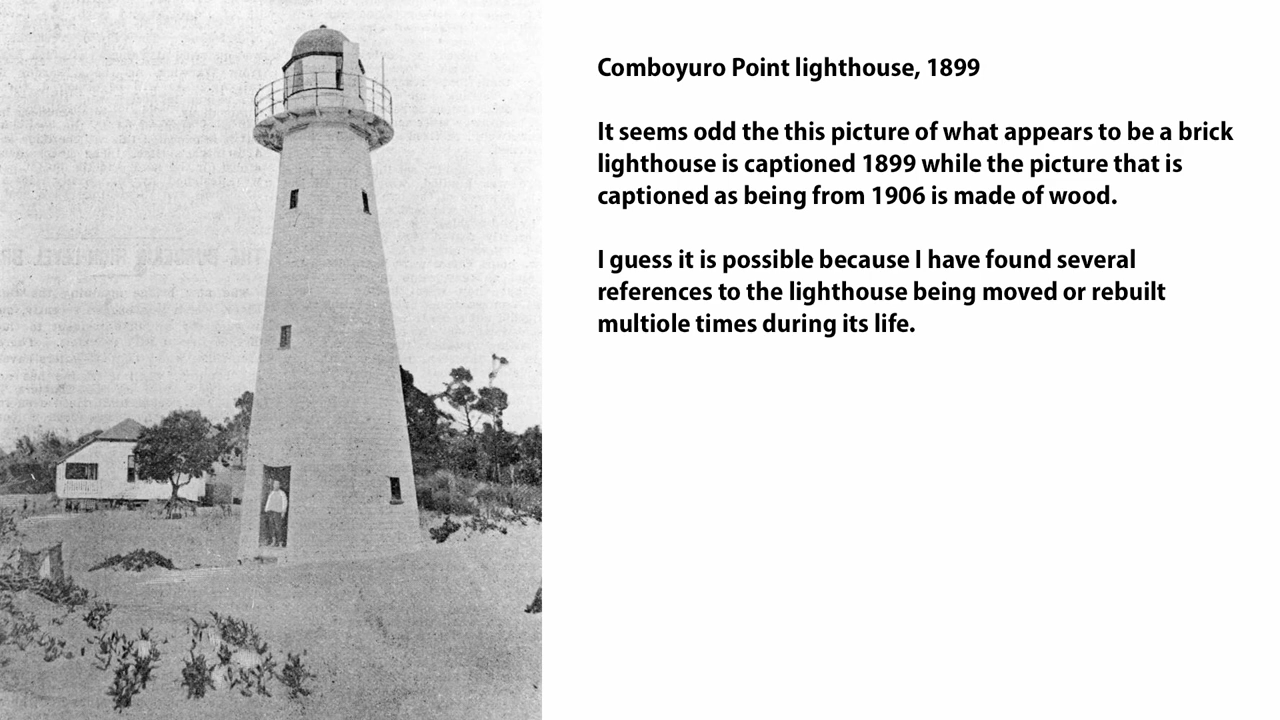 Comboyuro Point lighthouse, 1899
It seems odd the this picture of what appears to be a brick
lighthouse is captioned 1899 while the picture that is
captioned as being from 1906 is made of wood.
I guess it is possible because I have found several
references to the lighthouse being moved or rebuilt
multiole times during its life.